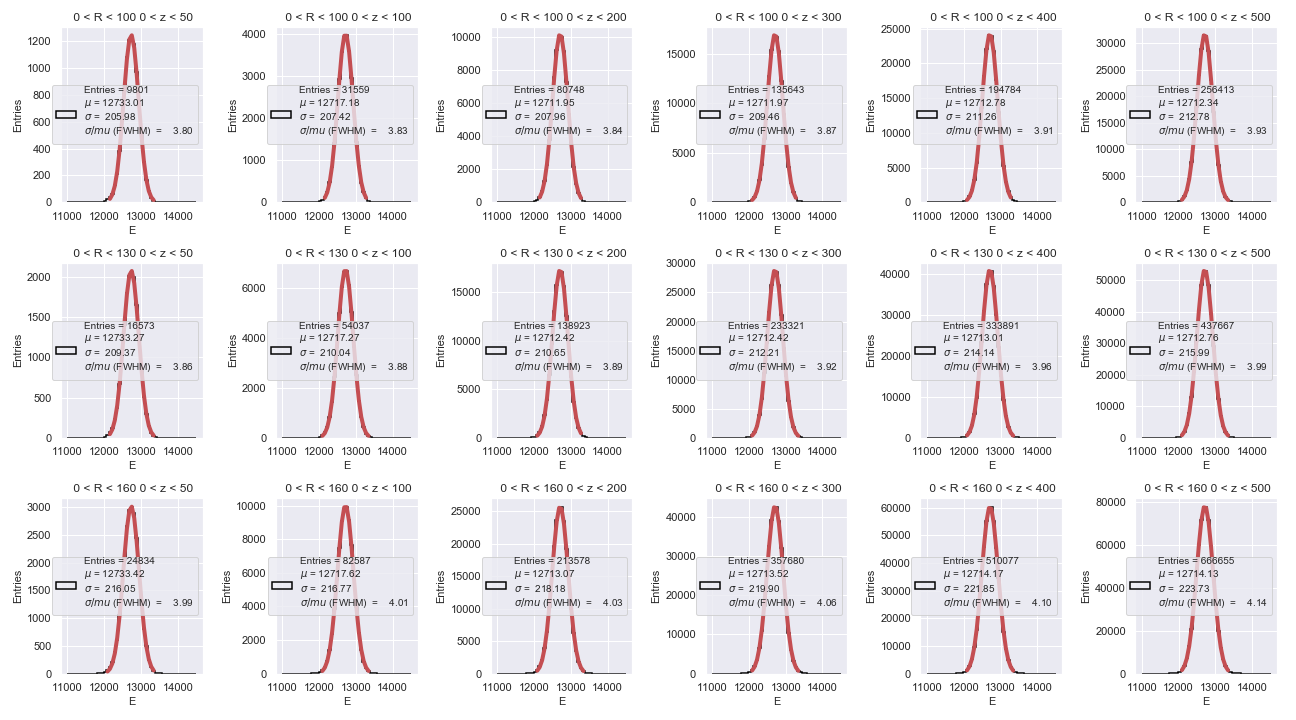 0 < R < 100 0 < z < 50
Entries
1200
1000
800
600
400
200
0
Entries = 9801
μ = 12733.01
σ = 205.98
σ/mu (FWHM) = 3.80
11000 12000 13000 14000
E
0 < R < 100 0 < z < 100
Entries
4000
3000
2000
1000
0
Entries = 31559
μ = 12717.18
σ = 207.42
σ/mu (FWHM) = 3.83
11000 12000 13000 14000
E
0 < R < 100 0 < z < 200
Entries
10000
8000
6000
4000
2000
0
Entries = 80748
μ = 12711.95
σ = 207.96
σ/mu (FWHM) = 3.84
11000 12000 13000 14000
E
0 < R < 100 0 < z < 300
Entries
15000
10000
5000
0
Entries = 135643
μ = 12711.97
σ = 209.46
σ/mu (FWHM) = 3.87
11000 12000 13000 14000
E
0 < R < 100 0 < z < 400
Entries
25000
20000
15000
10000
5000
0
Entries = 194784
μ = 12712.78
σ = 211.26
σ/mu (FWHM) = 3.91
11000 12000 13000 14000
E
0 < R < 100 0 < z < 500
Entries
30000
25000
20000
15000
10000
5000
0
Entries = 256413
μ = 12712.34
σ = 212.78
σ/mu (FWHM) = 3.93
11000 12000 13000 14000
E
0 < R < 130 0 < z < 50
Entries
2000
1500
1000
500
0
Entries = 16573
μ = 12733.27
σ = 209.37
σ/mu (FWHM) = 3.86
11000 12000 13000 14000
E
0 < R < 130 0 < z < 100
Entries
6000
4000
2000
0
Entries = 54037
μ = 12717.27
σ = 210.04
σ/mu (FWHM) = 3.88
11000 12000 13000 14000
E
0 < R < 130 0 < z < 200
Entries
15000
10000
5000
0
Entries = 138923
μ = 12712.42
σ = 210.65
σ/mu (FWHM) = 3.89
11000 12000 13000 14000
E
0 < R < 130 0 < z < 300
Entries
30000
25000
20000
15000
10000
5000
0
Entries = 233321
μ = 12712.42
σ = 212.21
σ/mu (FWHM) = 3.92
11000 12000 13000 14000
E
0 < R < 130 0 < z < 400
Entries
40000
30000
20000
10000
0
Entries = 333891
μ = 12713.01
σ = 214.14
σ/mu (FWHM) = 3.96
11000 12000 13000 14000
E
0 < R < 130 0 < z < 500
Entries
50000
40000
30000
20000
10000
0
Entries = 437667
μ = 12712.76
σ = 215.99
σ/mu (FWHM) = 3.99
11000 12000 13000 14000
E
0 < R < 160 0 < z < 50
Entries
3000
2500
2000
1500
1000
500
0
Entries = 24834
μ = 12733.42
σ = 216.05
σ/mu (FWHM) = 3.99
11000 12000 13000 14000
E
0 < R < 160 0 < z < 100
Entries
10000
8000
6000
4000
2000
0
Entries = 82587
μ = 12717.62
σ = 216.77
σ/mu (FWHM) = 4.01
11000 12000 13000 14000
E
0 < R < 160 0 < z < 200
Entries
25000
20000
15000
10000
5000
0
Entries = 213578
μ = 12713.07
σ = 218.18
σ/mu (FWHM) = 4.03
11000 12000 13000 14000
E
0 < R < 160 0 < z < 300
Entries
40000
30000
20000
10000
0
Entries = 357680
μ = 12713.52
σ = 219.90
σ/mu (FWHM) = 4.06
11000 12000 13000 14000
E
0 < R < 160 0 < z < 400
Entries
60000
50000
40000
30000
20000
10000
0
Entries = 510077
μ = 12714.17
σ = 221.85
σ/mu (FWHM) = 4.10
11000 12000 13000 14000
E
0 < R < 160 0 < z < 500
Entries
80000
60000
40000
20000
0
Entries = 666655
μ = 12714.13
σ = 223.73
σ/mu (FWHM) = 4.14
11000 12000 13000 14000
E